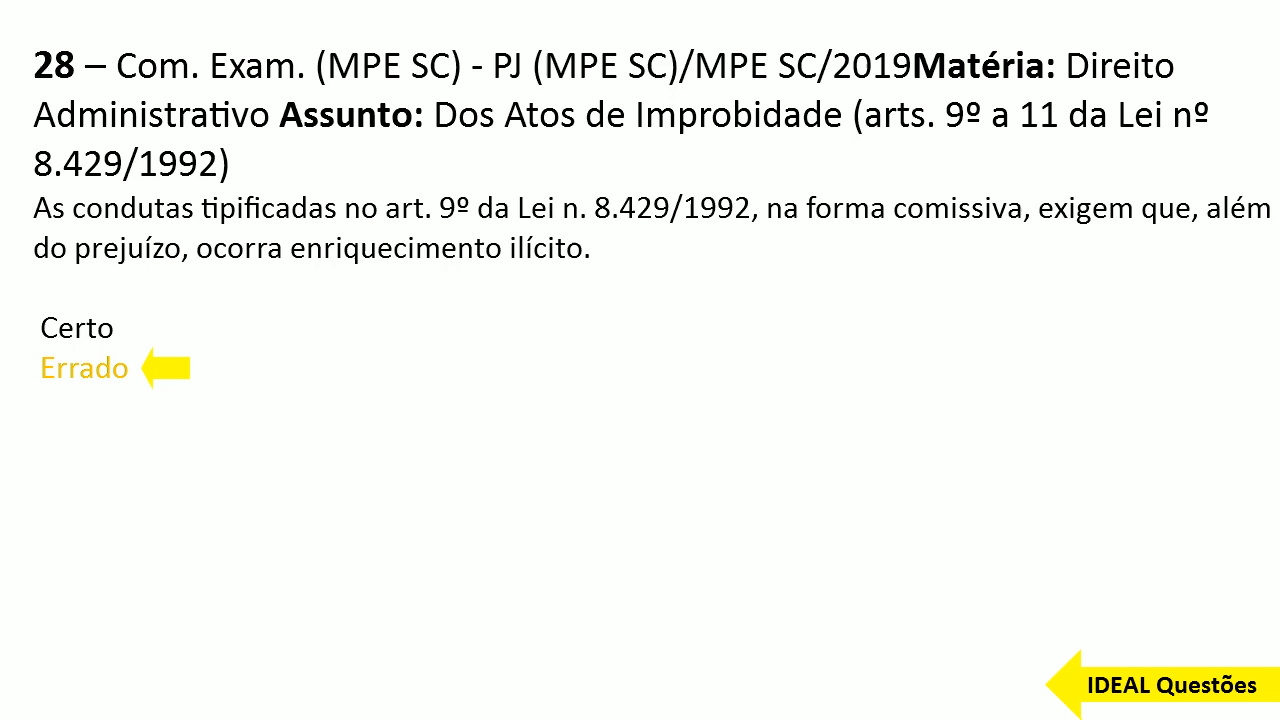 28 – Com. Exam. (MPE SC) - PJ (MPE SC)/MPE SC/2019Matéria: Direito
Administrativo Assunto: Dos Atos de Improbidade (arts. 9º a 11 da Lei nº
8.429/1992)
As condutas tipificadas no art. 9º da Lei n. 8.429/1992, na forma comissiva, exigem que, além
do prejuízo, ocorra enriquecimento ilícito.
Certo
Errado
IDEAL Questões